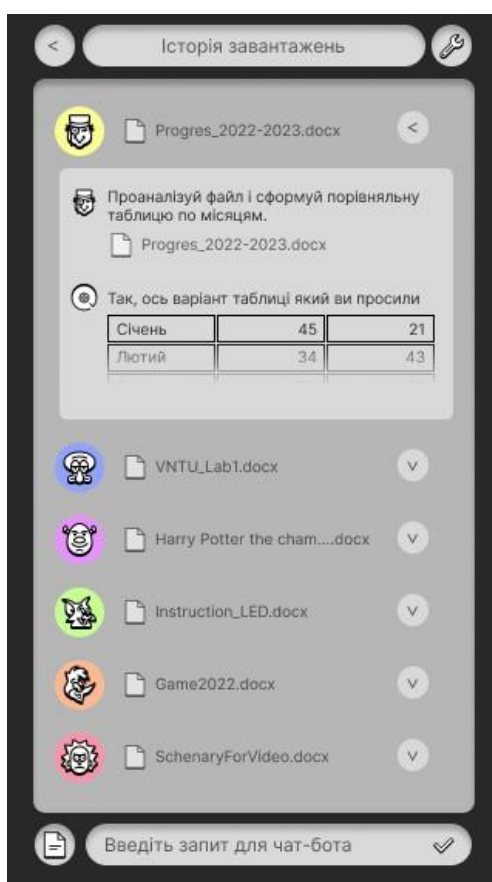 <
Історія завантажень
Progres_2022-2023.docx
<
Проаналізуй файл і сформуй порівняльну
таблицю по місяцям.
Progres_2022-2023.docx
Так, ось варіант таблиці який ви просили
Січень 45 21
Лютий 34 43
VNTU_Lab1.docx
v
Harry Potter the cham....docx
v
Instruction_LED.docx
v
Game2022.docx
v
SchenaryForVideo.docx
v
Введіть запит для чат-бота